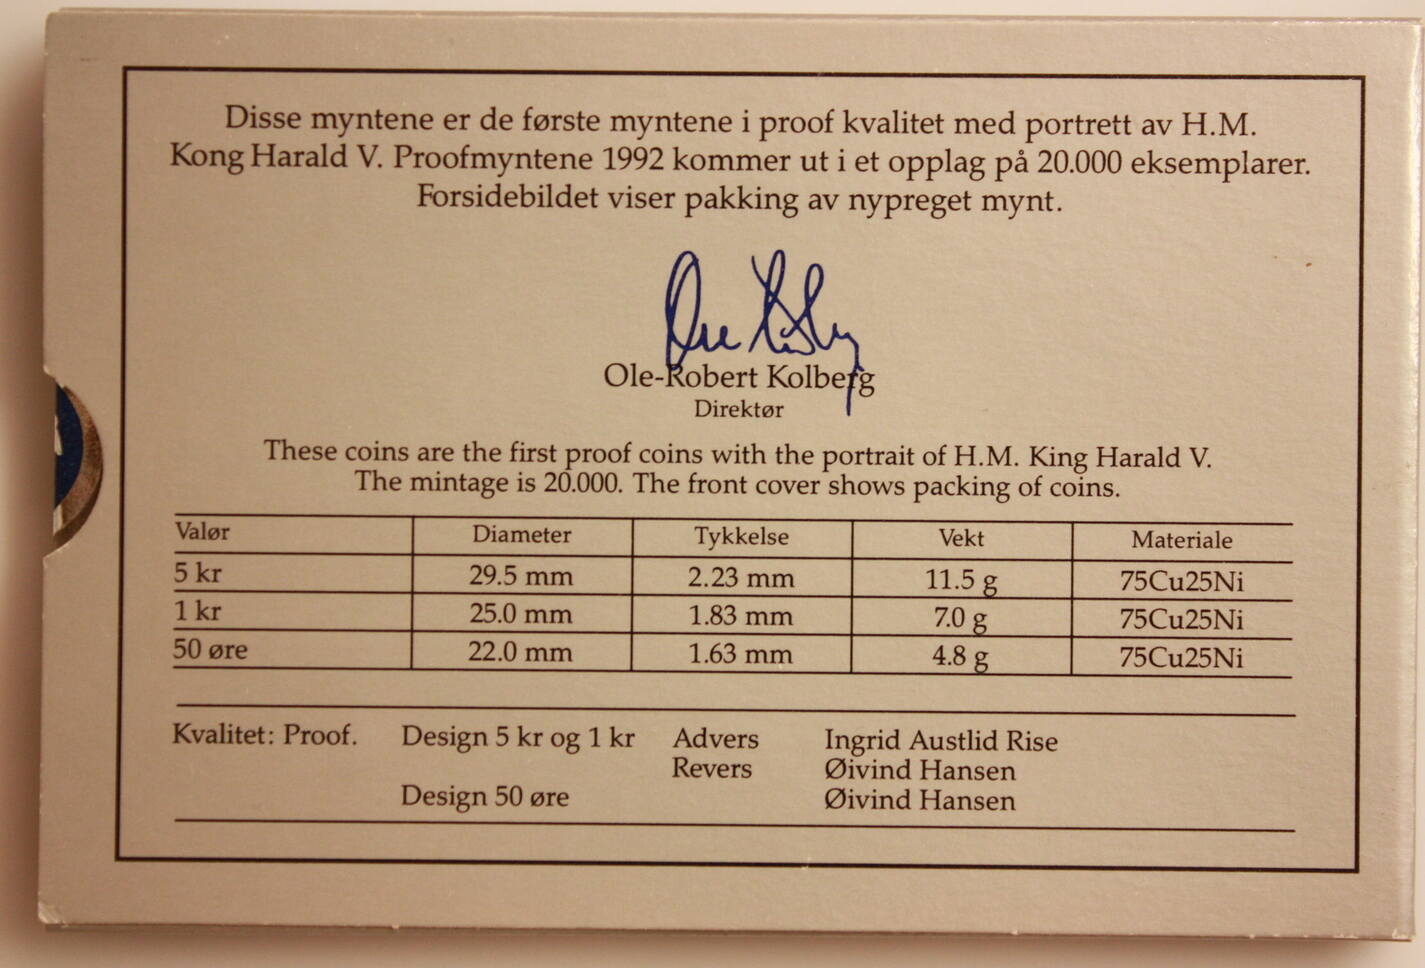 Disse myntene er de første myntene i proof kvalitet med portrett av H.M.
Kong Harald V. Proofmyntene 1992 kommer ut i et opplag på 20.000 eksemplarer.
Forsidebildet viser pakking av nypreget mynt.
Ole-Robert Kolberg
Direktør
These coins are the first proof coins with the portrait of H.M. King Harald V.
The mintage is 20.000. The front cover shows packing of coins.
Valør Diameter Tykkelse Vekt Materiale
5 kr 29.5 mm 2.23 mm 11.5 g 75Cu25Ni
1 kr 25.0 mm 1.83 mm 7.0 g 75Cu25Ni
50 øre 22.0 mm 1.63 mm 4.8 g 75Cu25Ni
Kvalitet: Proof. Design 5 kr og 1 kr Advers Ingrid Austlid Rise
Revers Øivind Hansen
Design 50 øre Øivind Hansen